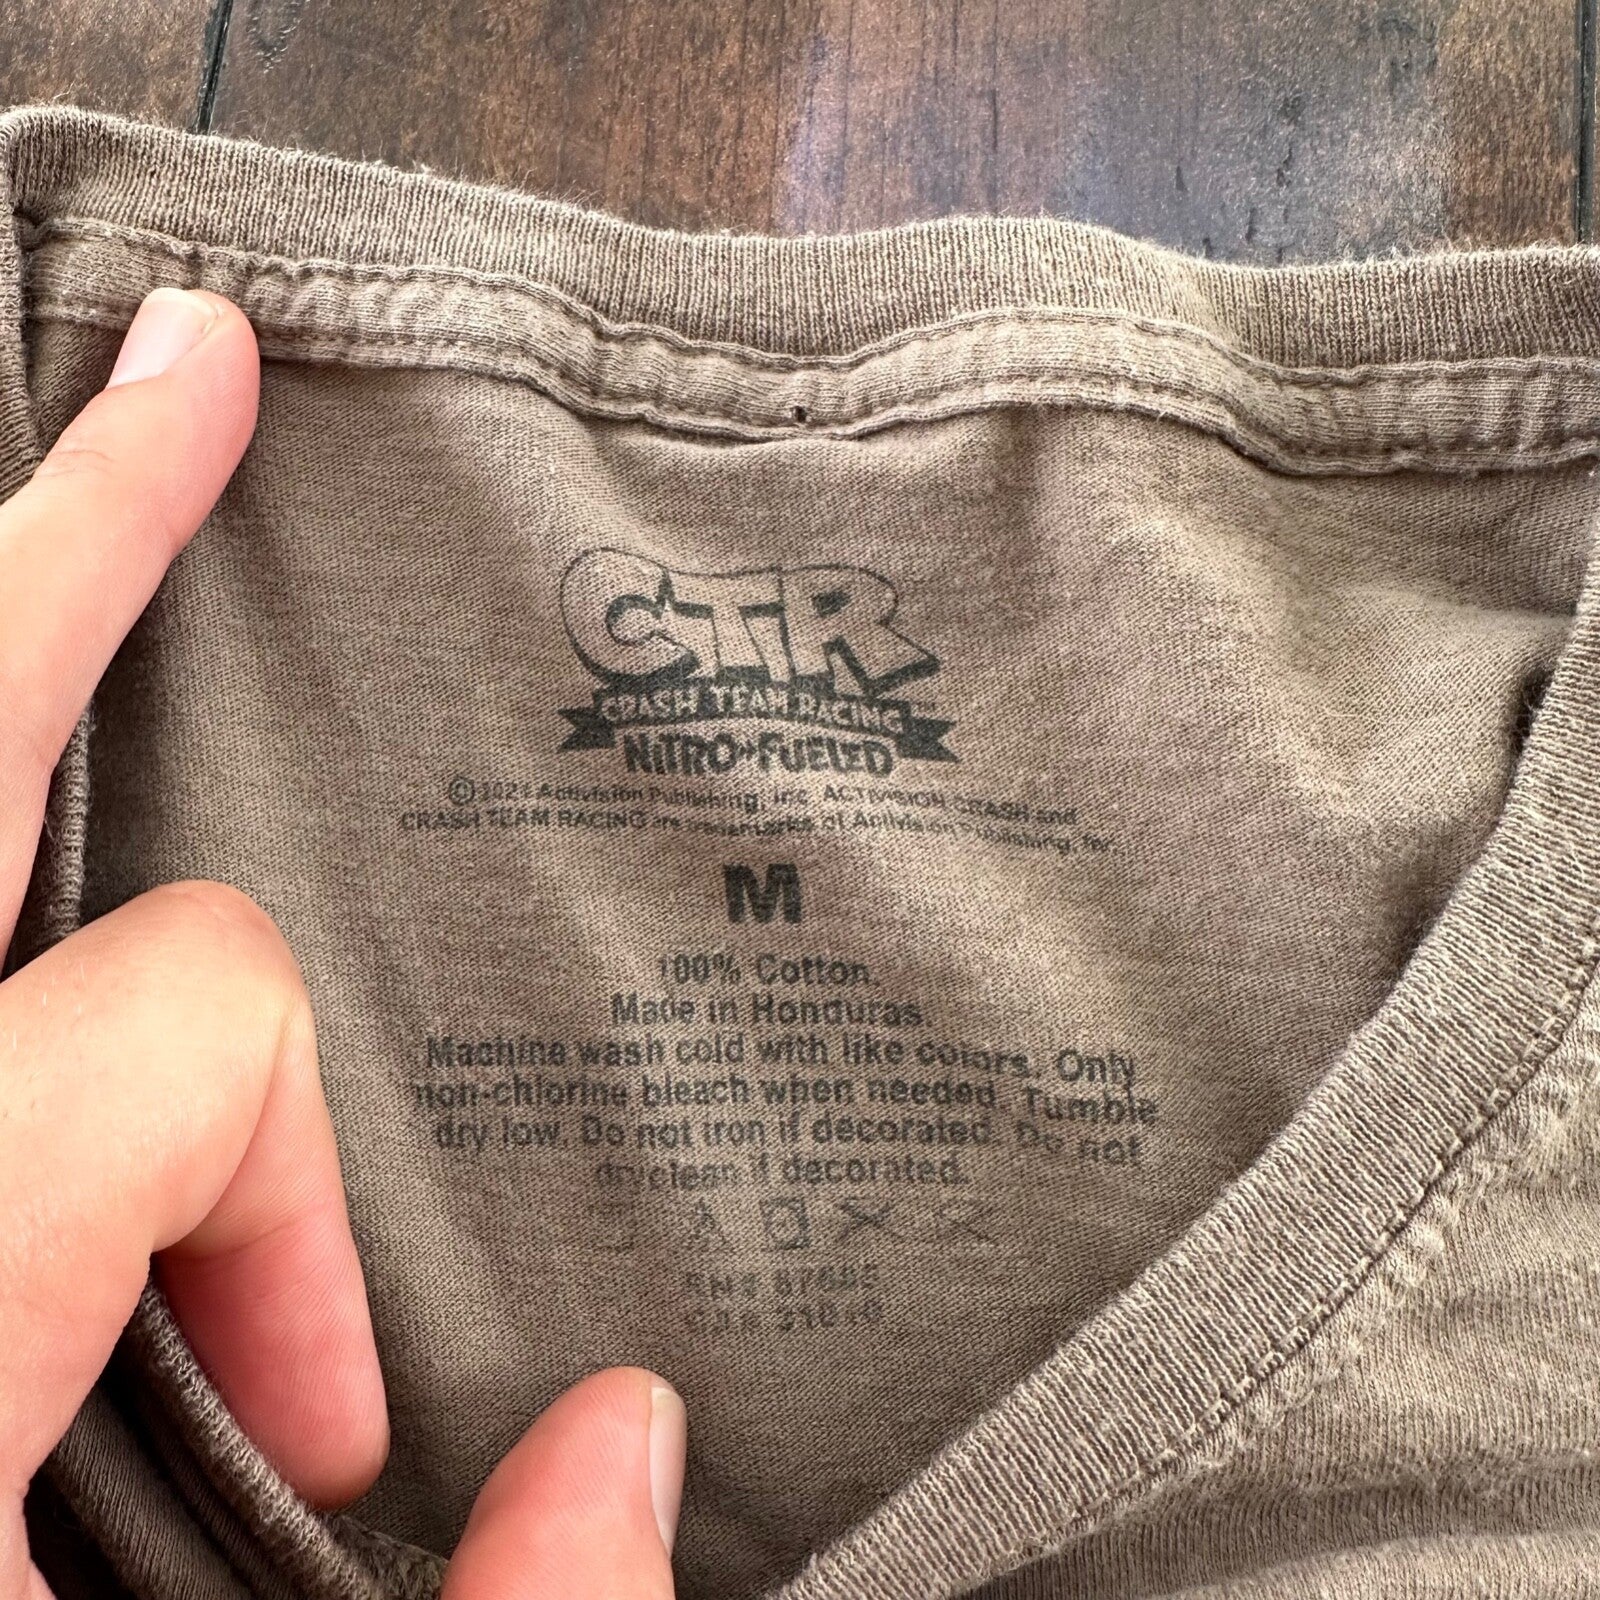 CTR
CRASH TEAM RACING
NITRO-FUELED
© 2021 Activision Publishing, Inc. ACTIVISION CRASH and
CRASH TEAM RACING are trademarks of Activision Publishing, Inc.
M
100% Cotton.
Made in Honduras.
Machine wash cold with like colors. Only
non-chlorine bleach when needed. Tumble
dry low. Do not iron if decorated. Do not
dryclean if decorated.